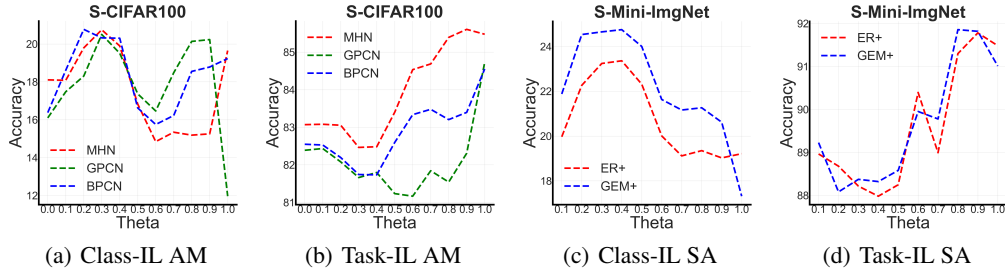 S-CIFAR100
Accuracy
20
18
16
14
12
MHN
GPCN
BPCN
0.0 0.1 0.2 0.3 0.4 0.5 0.6 0.7 0.8 0.9 1.0
Theta
(a) Class-IL AM
S-CIFAR100
Accuracy
85
84
83
82
81
MHN
GPCN
BPCN
0.0 0.1 0.2 0.3 0.4 0.5 0.6 0.7 0.8 0.9 1.0
Theta
(b) Task-IL AM
S-Mini-ImgNet
Accuracy
24
22
20
18
ER+
GEM+
0.1 0.2 0.3 0.4 0.5 0.6 0.7 0.8 0.9 1.0
Theta
(c) Class-IL SA
S-Mini-ImgNet
Accuracy
92
91
90
89
88
ER+
GEM+
0.1 0.2 0.3 0.4 0.5 0.6 0.7 0.8 0.9 1.0
Theta
(d) Task-IL SA